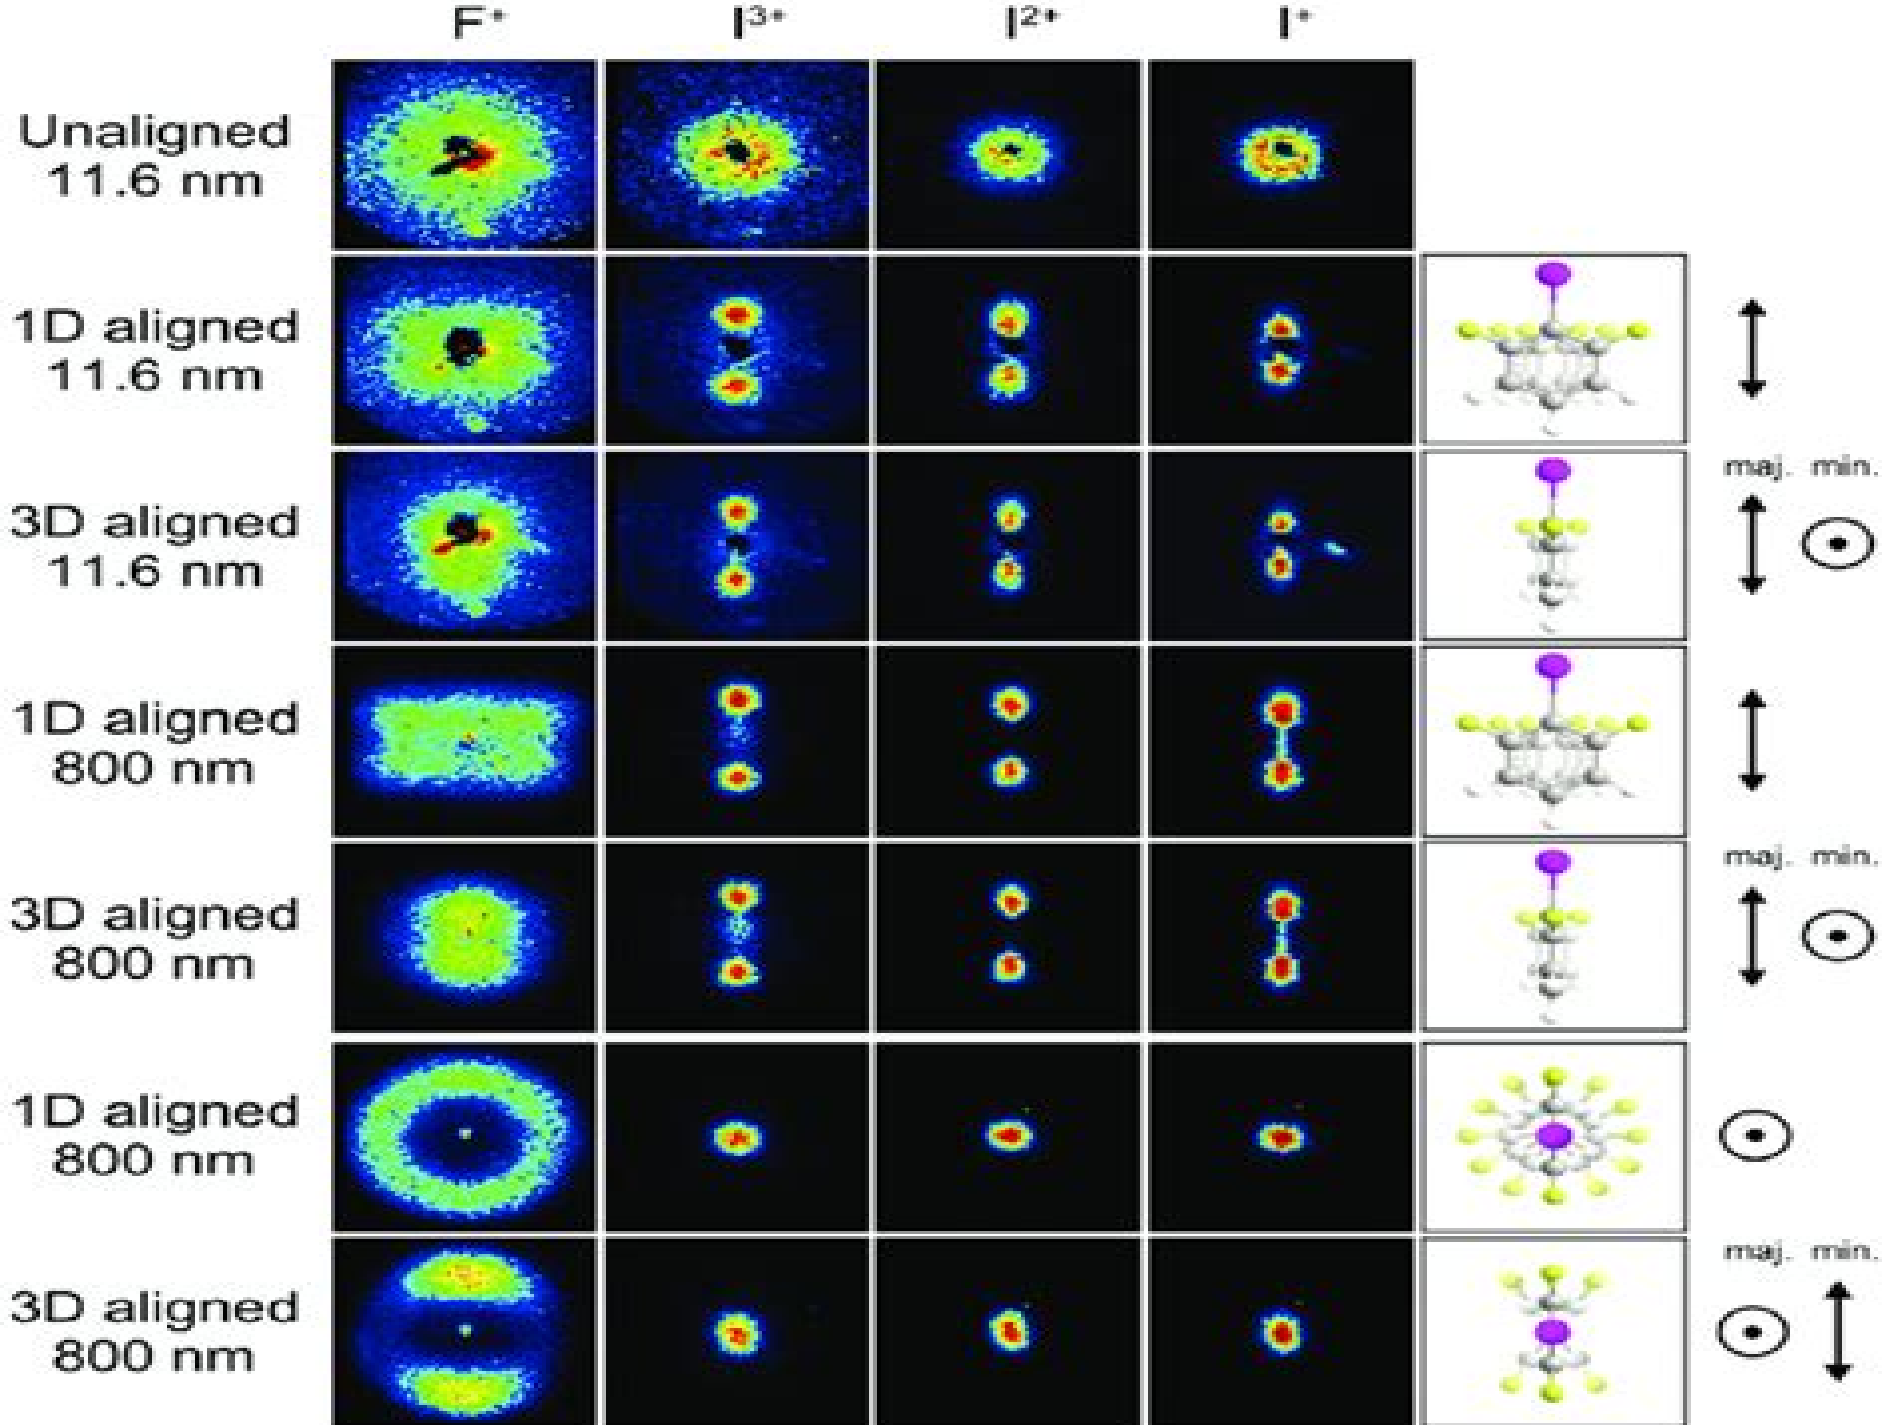 F⁺ I³⁺ I²⁺ I⁺
Unaligned
11.6 nm
1D aligned
11.6 nm
3D aligned
11.6 nm
maj. min.
1D aligned
800 nm
3D aligned
800 nm
maj. min.
1D aligned
800 nm
3D aligned
800 nm
maj. min.